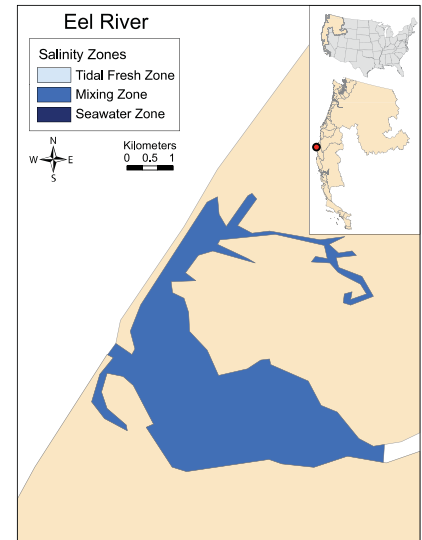 Eel River
Salinity Zones
Tidal Fresh Zone
Mixing Zone
Seawater Zone
N
W E
S
Kilometers
0 0.5 1